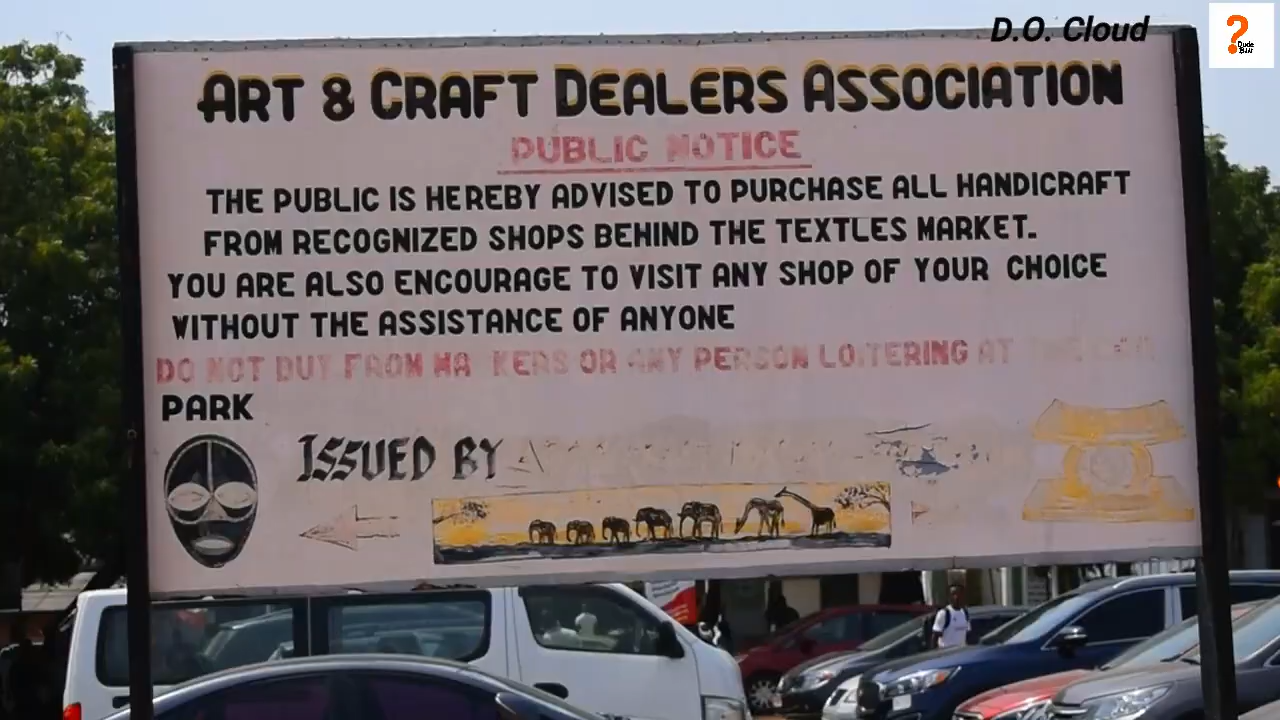 D.O. Cloud
?
Dude
ART & CRAFT DEALERS ASSOCIATION
PUBLIC NOTICE
THE PUBLIC IS HEREBY ADVISED TO PURCHASE ALL HANDICRAFT
FROM RECOGNIZED SHOPS BEHIND THE TEXTLES MARKET.
YOU ARE ALSO ENCOURAGE TO VISIT ANY SHOP OF YOUR CHOICE
WITHOUT THE ASSISTANCE OF ANYONE
DO NOT BUY FROM OR ANY PERSON LOITERING AT
PARK
ISSUED BY